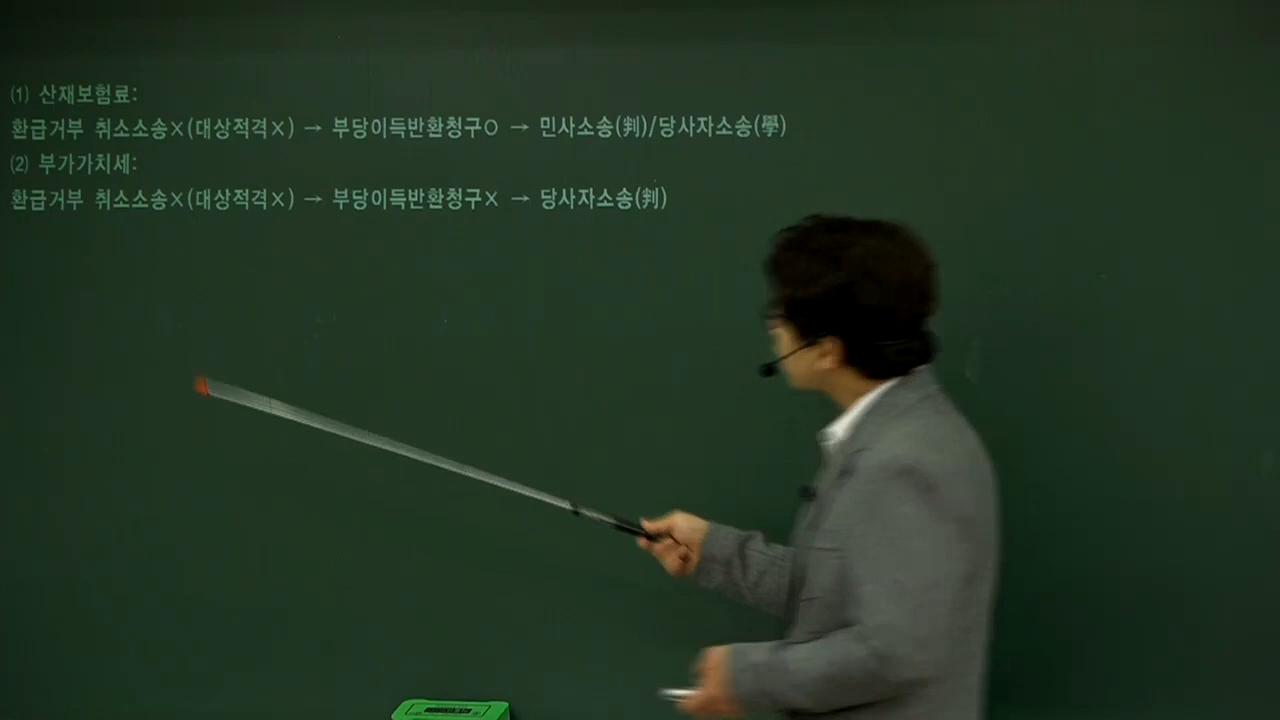 (1) 산재보험료:
환급거부 취소소송×(대상적격×) → 부당이득반환청구○ → 민사소송(判)/당사자소송(學)
(2) 부가가치세:
환급거부 취소소송×(대상적격×) → 부당이득반환청구× → 당사자소송(判)